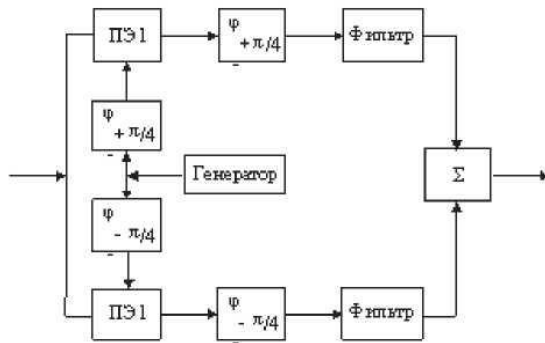 ПЭ1
φ
+ π/4
Фильтр
φ
+ π/4
Генератор
Σ
φ
- π/4
ПЭ1
φ
- π/4
Фильтр